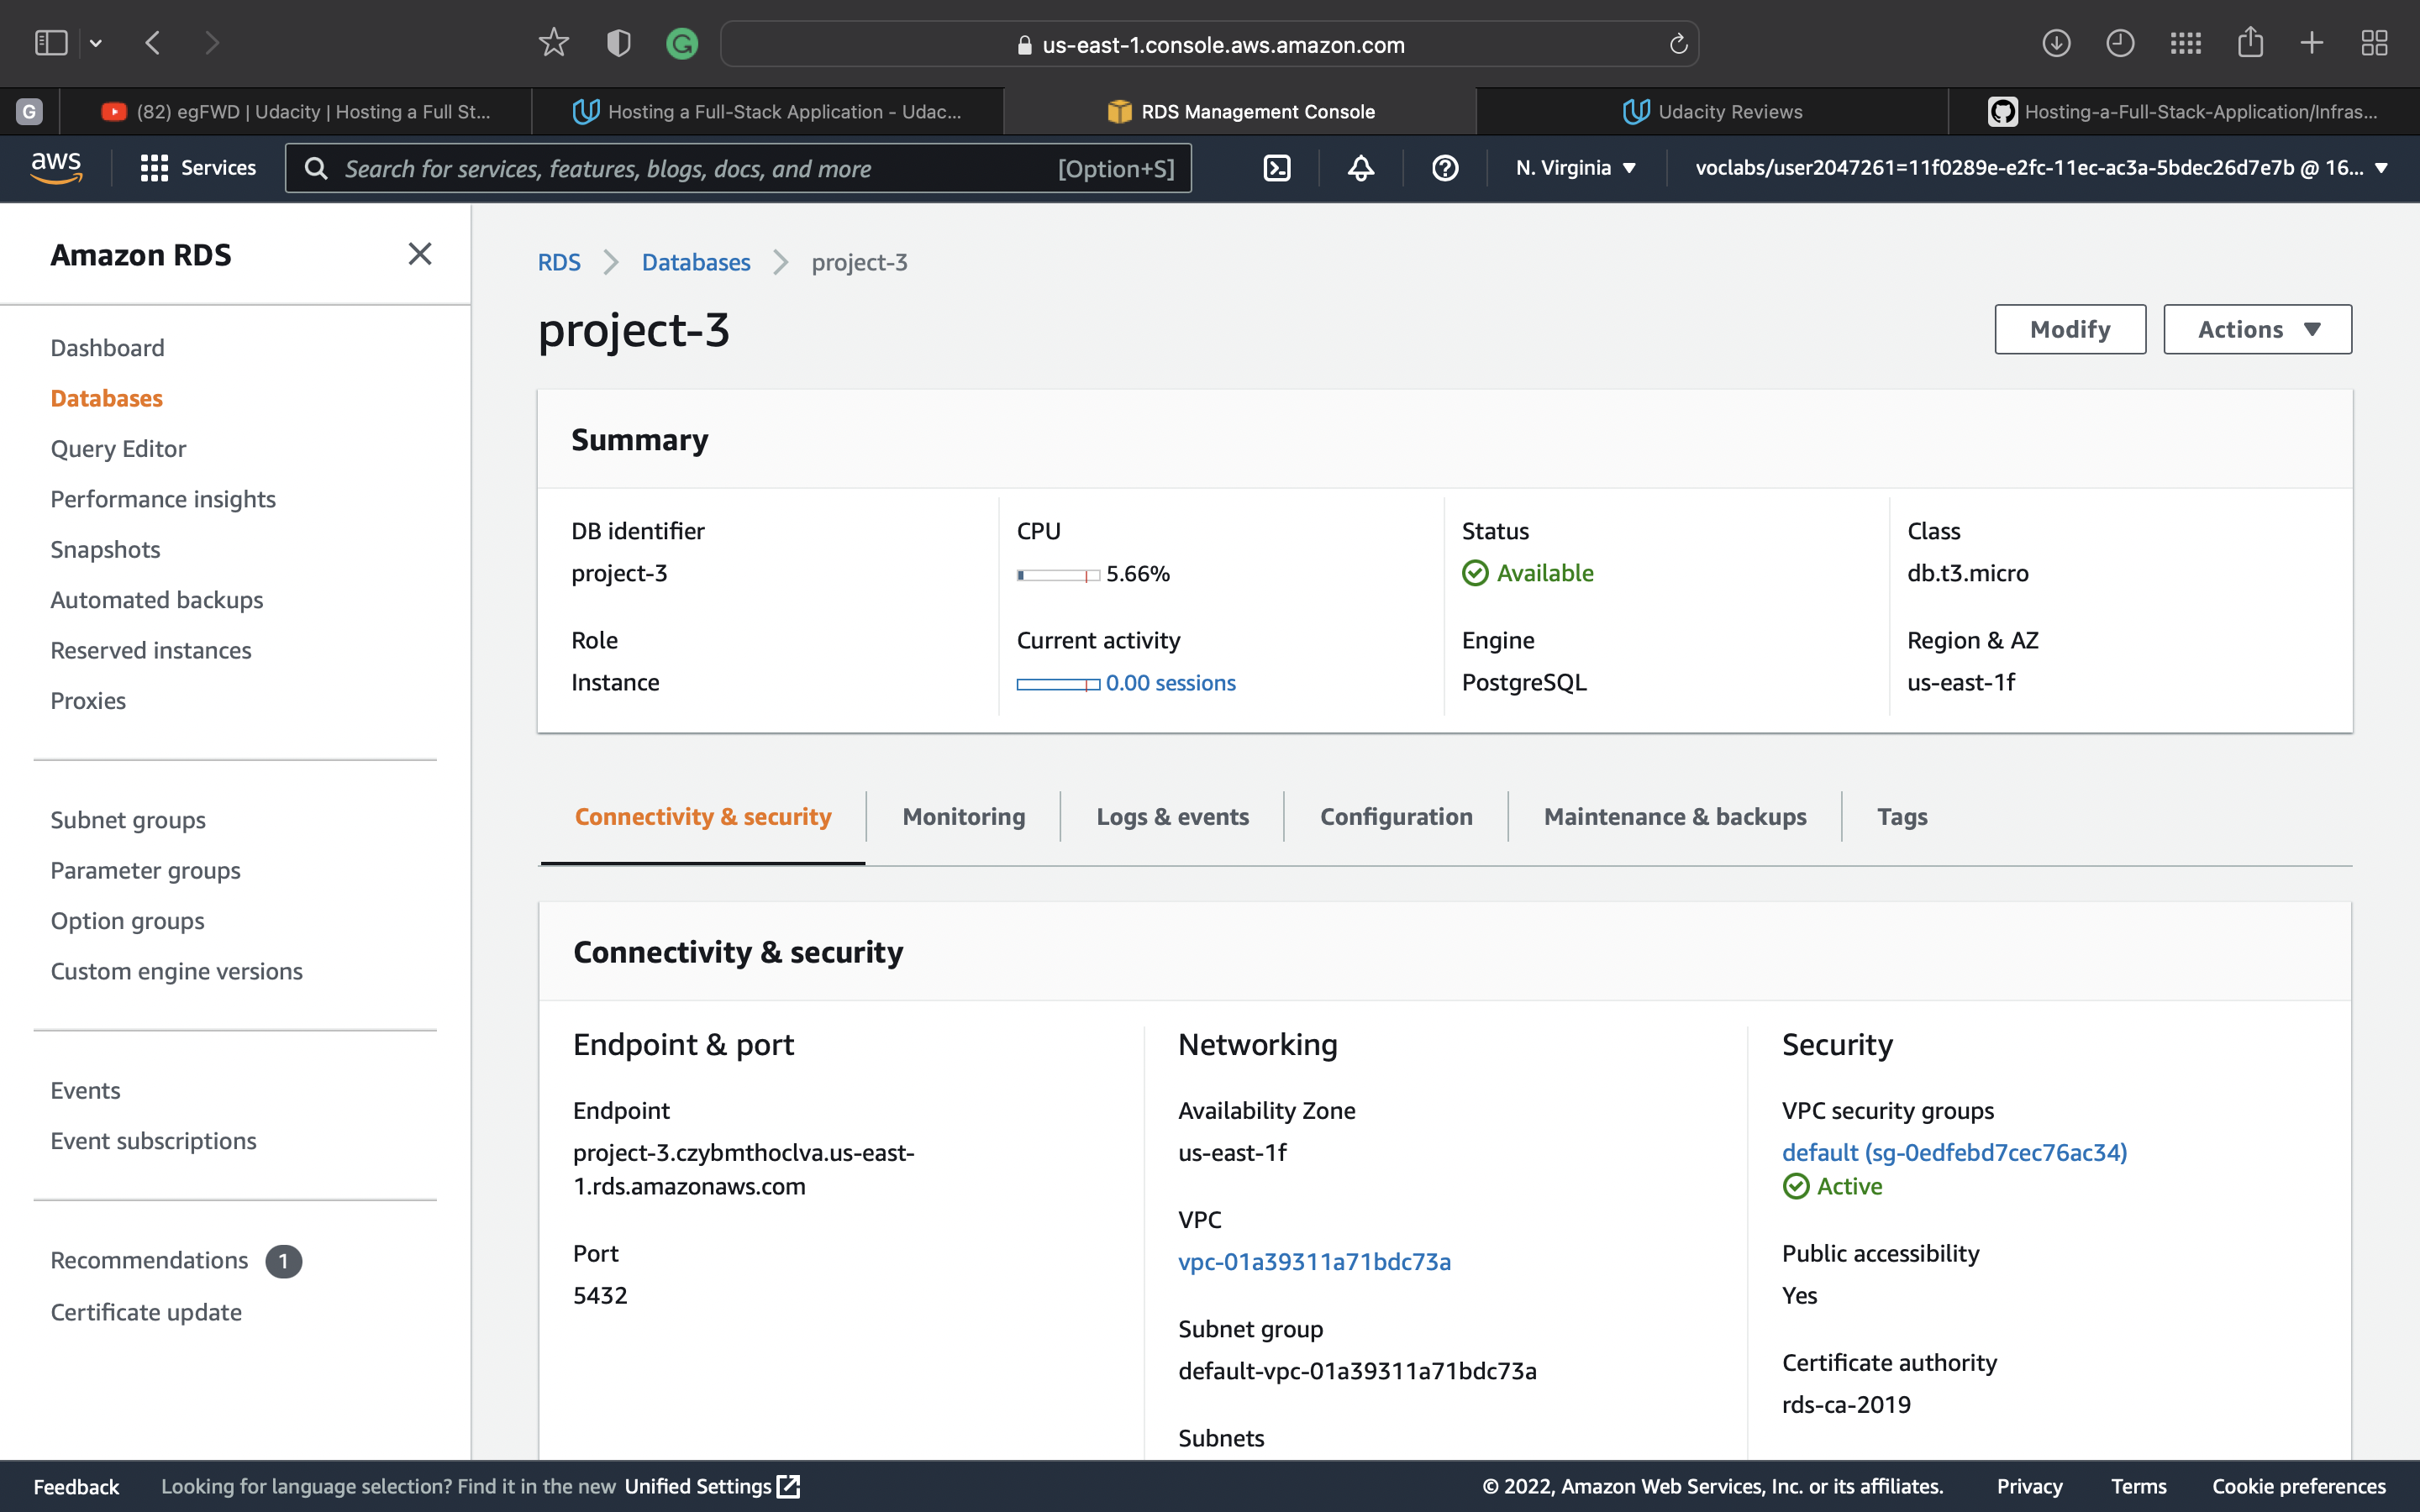 us-east-1.console.aws.amazon.com
G
(82) egFWD | Udacity | Hosting a Full St...
Hosting a Full-Stack Application - Udac...
RDS Management Console
Udacity Reviews
Hosting-a-Full-Stack-Application/Infras...
aws
Services
Search for services, features, blogs, docs, and more
[Option+S]
N. Virginia
voclabs/user2047261=11f0289e-e2fc-11ec-ac3a-5bdec26d7e7b @ 16...
Amazon RDS
Dashboard
Databases
Query Editor
Performance insights
Snapshots
Automated backups
Reserved instances
Proxies
Subnet groups
Parameter groups
Option groups
Custom engine versions
Events
Event subscriptions
Recommendations 1
Certificate update
RDS > Databases > project-3
project-3
Modify
Actions
Summary
DB identifier
project-3
CPU
5.66%
Status
Available
Class
db.t3.micro
Role
Instance
Current activity
0.00 sessions
Engine
PostgreSQL
Region & AZ
us-east-1f
Connectivity & security
Monitoring
Logs & events
Configuration
Maintenance & backups
Tags
Connectivity & security
Endpoint & port
Endpoint
project-3.czybmthoclva.us-east-
1.rds.amazonaws.com
Port
5432
Networking
Availability Zone
us-east-1f
VPC
vpc-01a39311a71bdc73a
Subnet group
default-vpc-01a39311a71bdc73a
Subnets
Security
VPC security groups
default (sg-0edfebd7cec76ac34)
Active
Public accessibility
Yes
Certificate authority
rds-ca-2019
Feedback
Looking for language selection? Find it in the new Unified Settings
© 2022, Amazon Web Services, Inc. or its affiliates.
Privacy
Terms
Cookie preferences